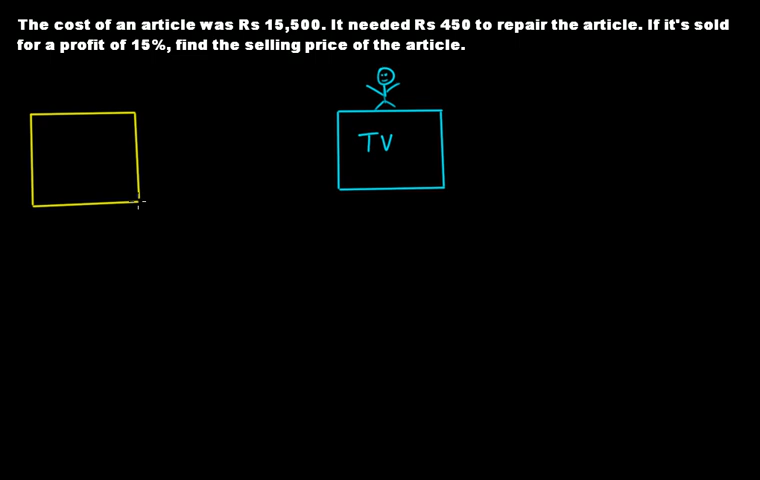 The cost of an article was Rs 15,500. It needed Rs 450 to repair the article. If it's sold
for a profit of 15%, find the selling price of the article.
TV